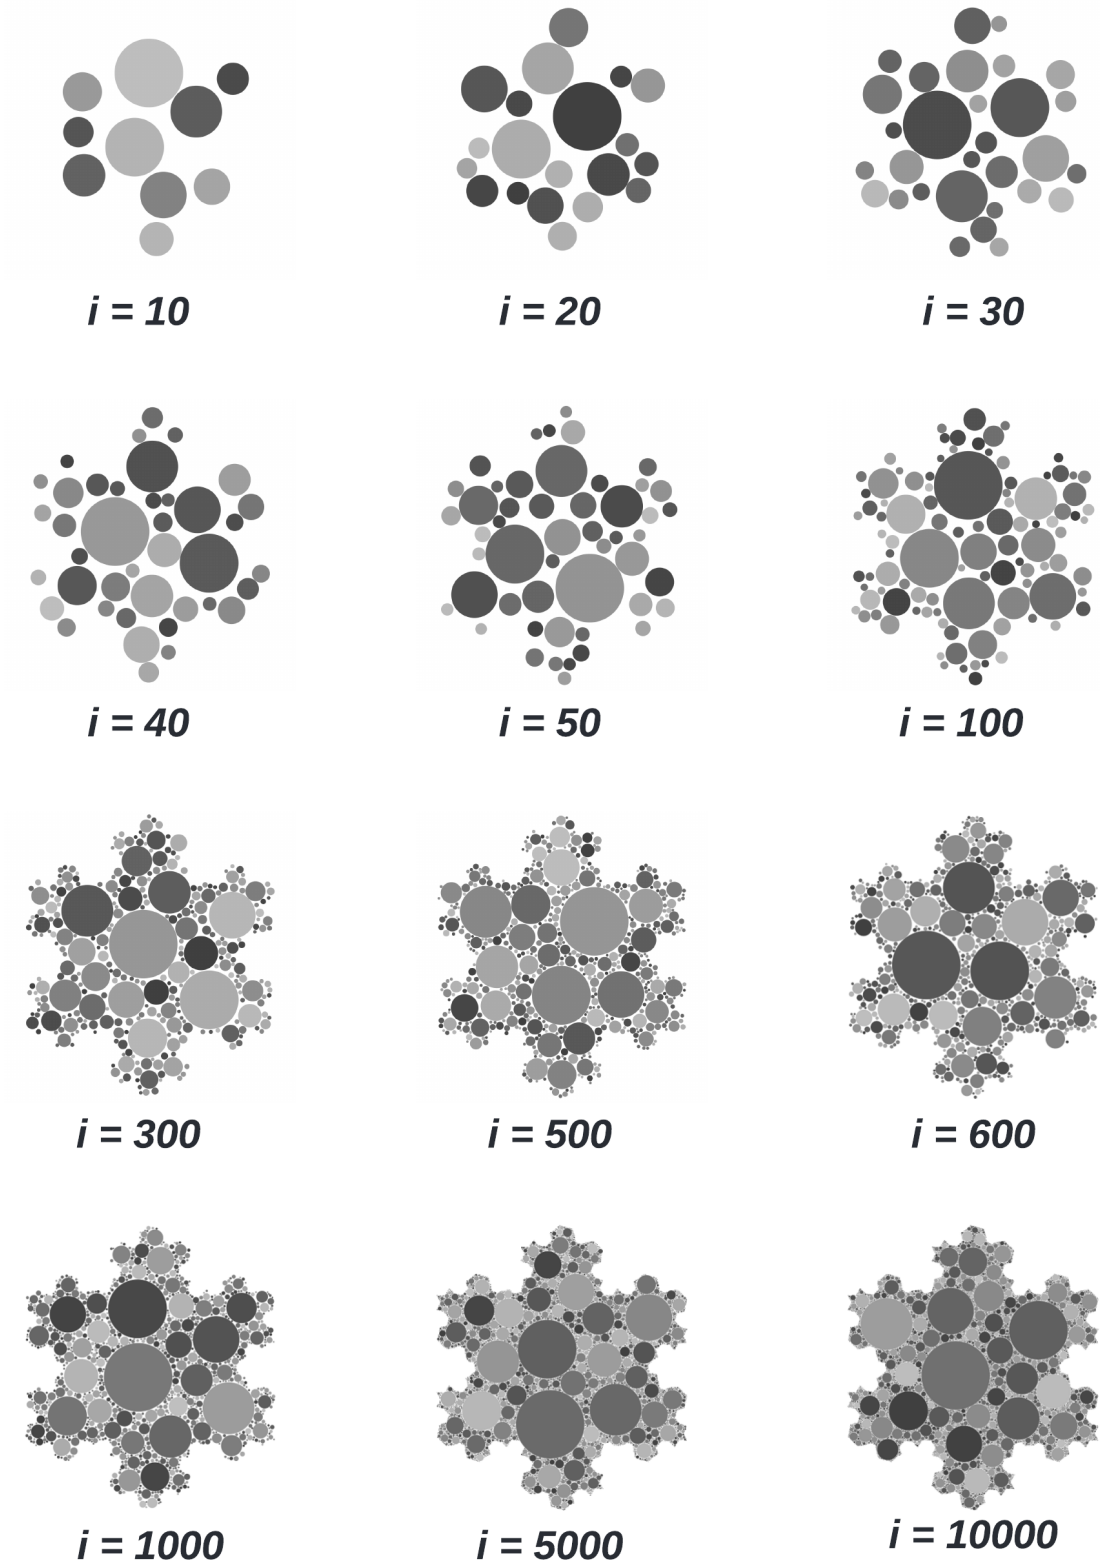 i = 10
i = 20
i = 30
i = 40
i = 50
i = 100
i = 300
i = 500
i = 600
i = 1000
i = 5000
i = 10000